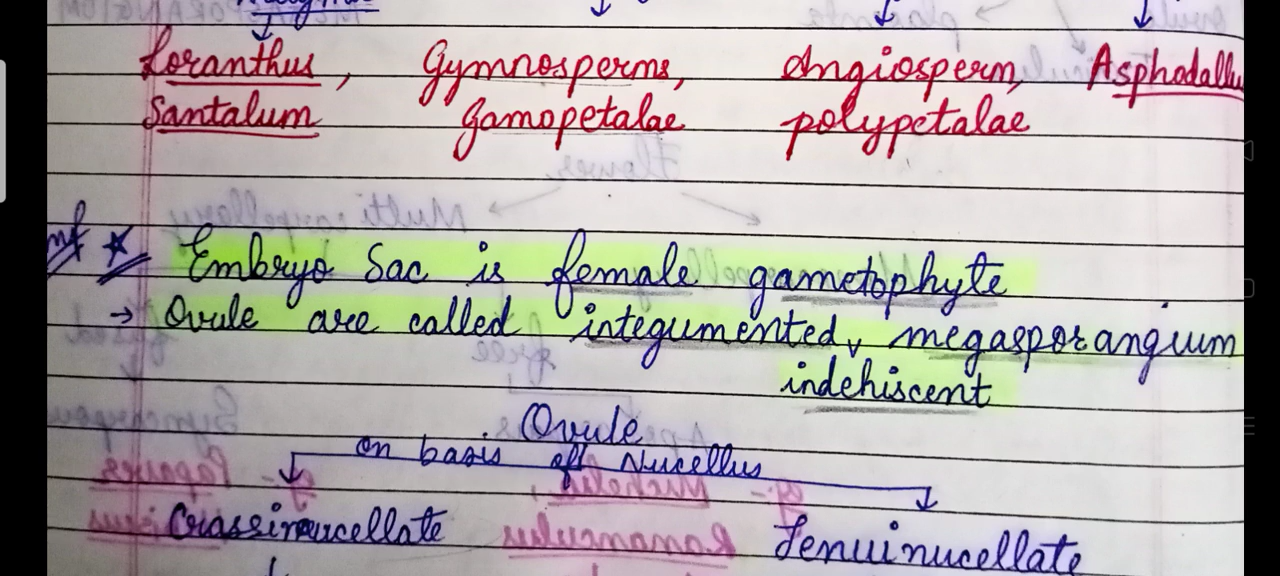 Loranthus, Gymnosperms, Angiosperm, Asphodallu
Santalum gamopetalae polypetalae
★ Embryo Sac is female gametophyte
→ Ovule are called integumented, megasporangium
indehiscent
Ovule
on basis of Nucellus
Crassinucellate Tenuinucellate